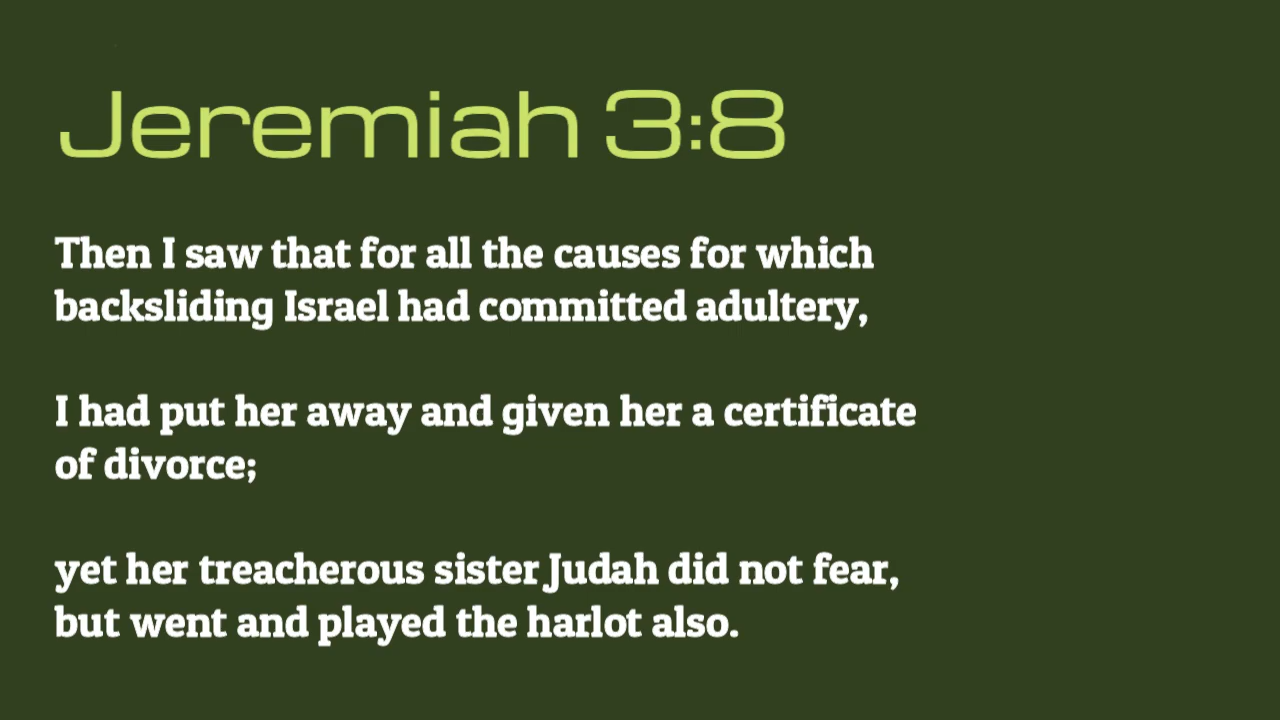 Jeremiah 3:8
Then I saw that for all the causes for which
backsliding Israel had committed adultery,
I had put her away and given her a certificate
of divorce;
yet her treacherous sister Judah did not fear,
but went and played the harlot also.